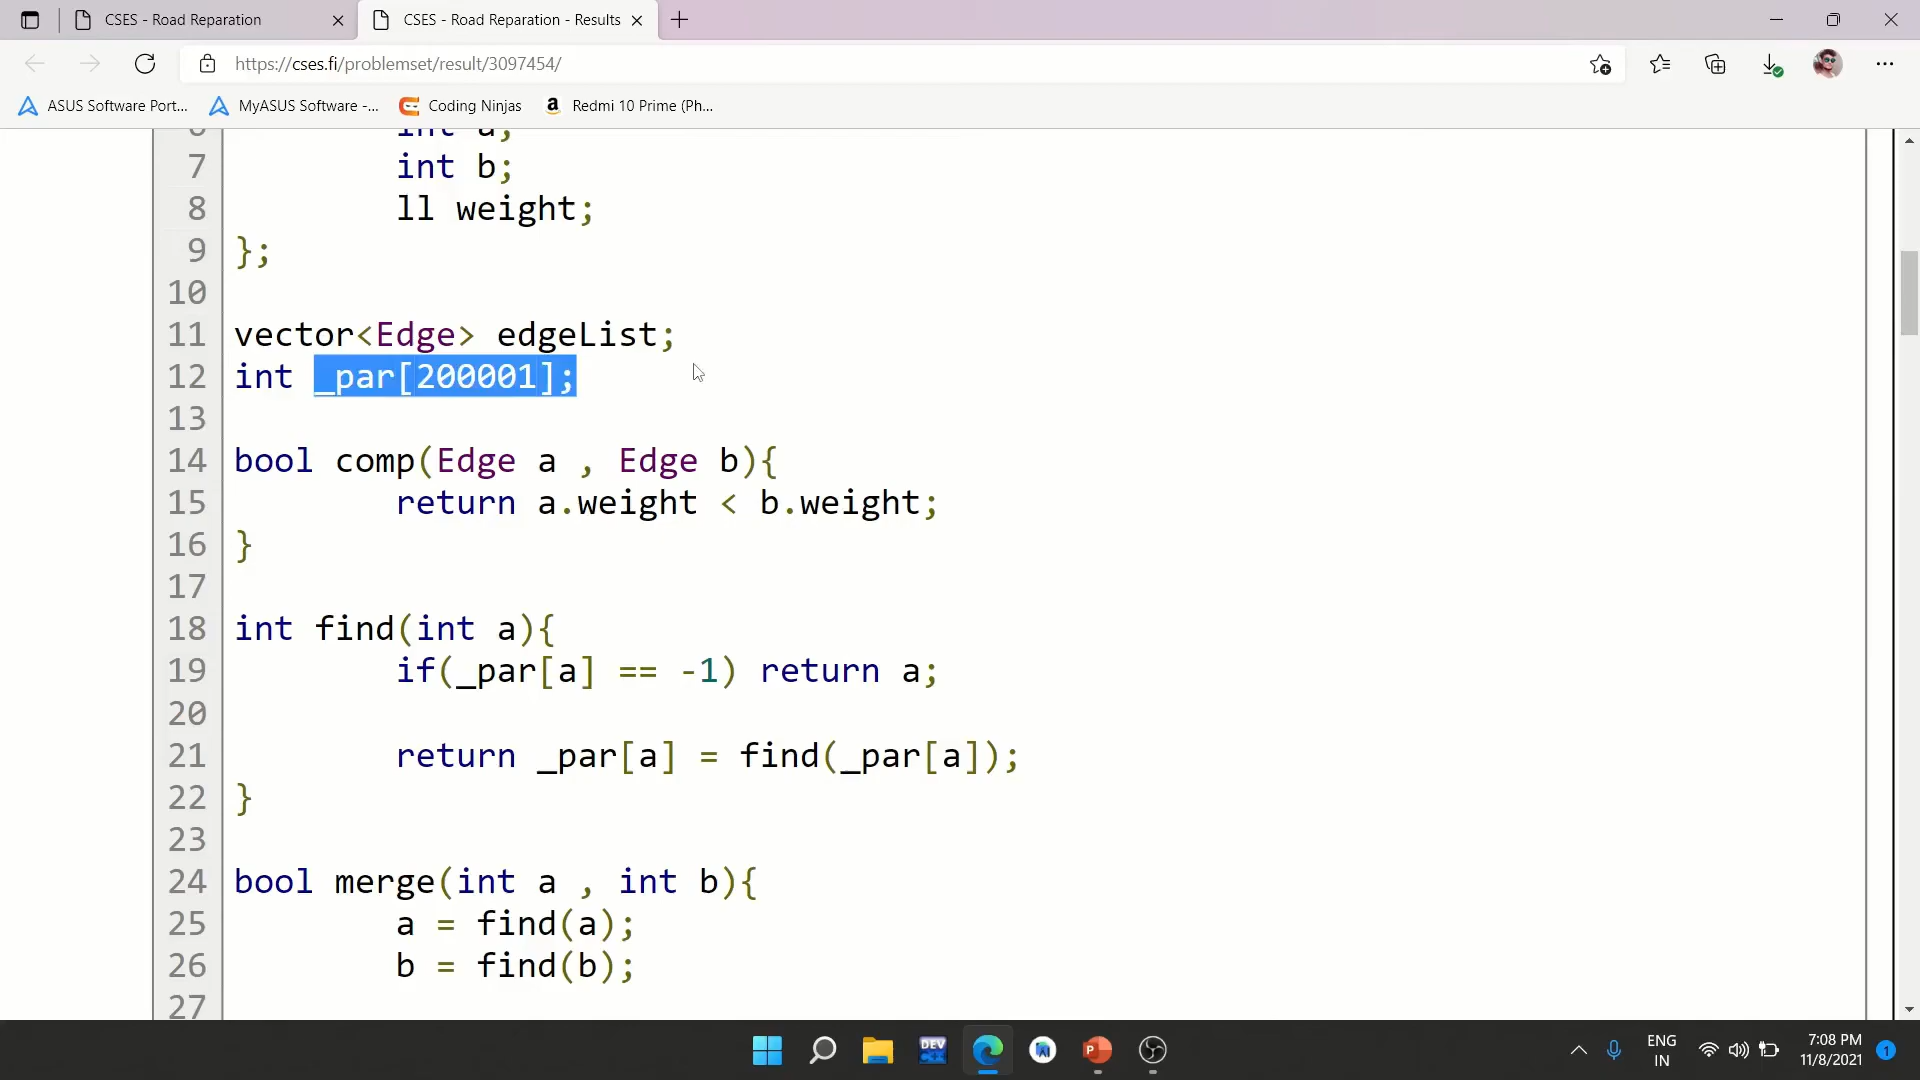 CSES - Road Reparation
CSES - Road Reparation - Results
https://cses.fi/problemset/result/3097454/
ASUS Software Port...
MyASUS Software -...
Coding Ninjas
Redmi 10 Prime (Ph...
6 int a;
7 int b;
8 ll weight;
9 };
10
11 vector<Edge> edgeList;
12 int _par[200001];
13
14 bool comp(Edge a , Edge b){
15 return a.weight < b.weight;
16 }
17
18 int find(int a){
19 if(_par[a] == -1) return a;
20
21 return _par[a] = find(_par[a]);
22 }
23
24 bool merge(int a , int b){
25 a = find(a);
26 b = find(b);
27
DEV
ENG
IN
7:08 PM
11/8/2021
1